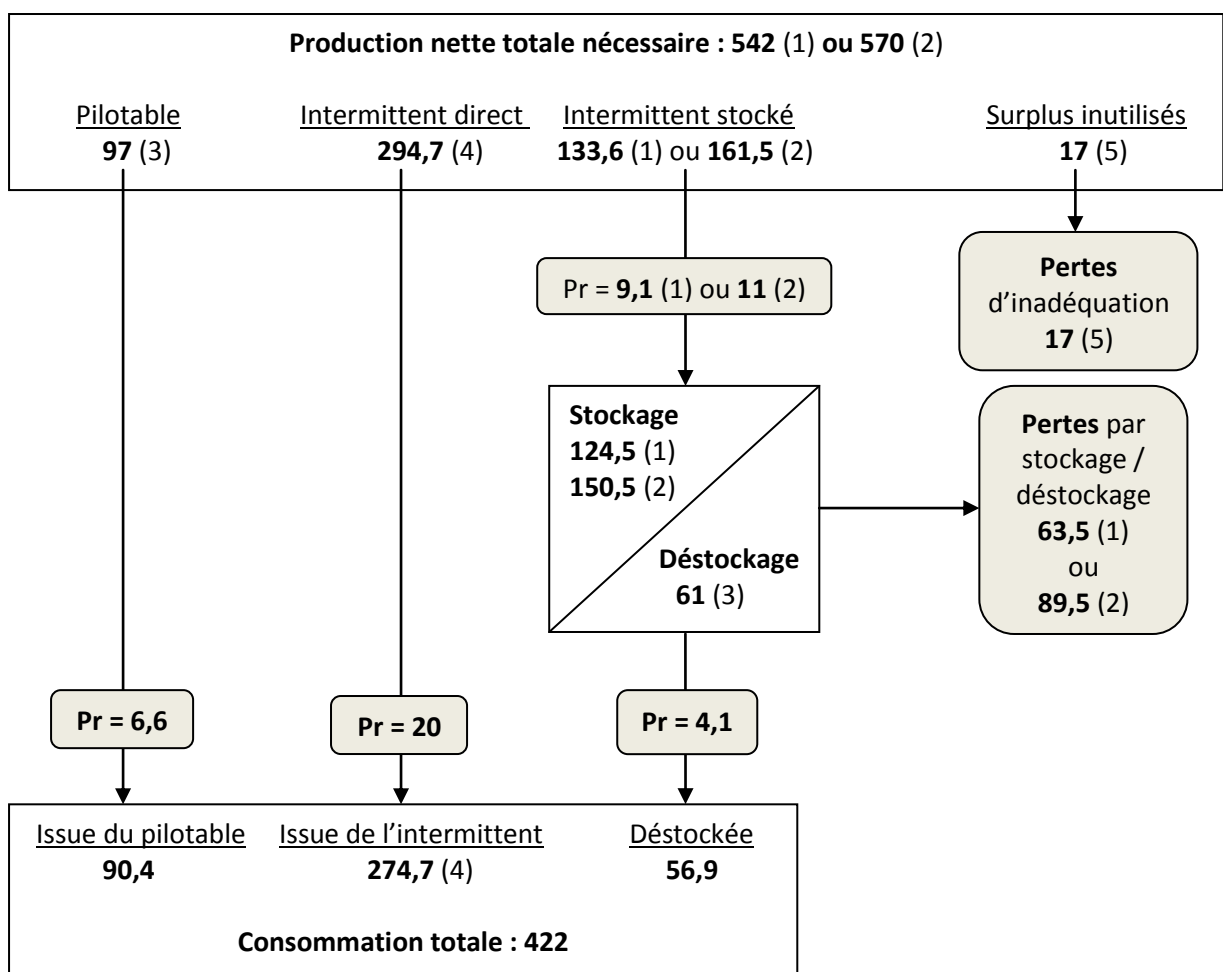 Production nette totale nécessaire : 542 (1) ou 570 (2)
Pilotable
97 (3)
Intermittent direct
294,7 (4)
Intermittent stocké
133,6 (1) ou 161,5 (2)
Surplus inutilisés
17 (5)
Pr = 9,1 (1) ou 11 (2)
Pertes
d’inadéquation
17 (5)
Stockage
124,5 (1)
150,5 (2)
Déstockage
61 (3)
Pertes par
stockage /
déstockage
63,5 (1)
ou
89,5 (2)
Pr = 6,6
Pr = 20
Pr = 4,1
Issue du pilotable
90,4
Issue de l’intermittent
274,7 (4)
Déstockée
56,9
Consommation totale : 422